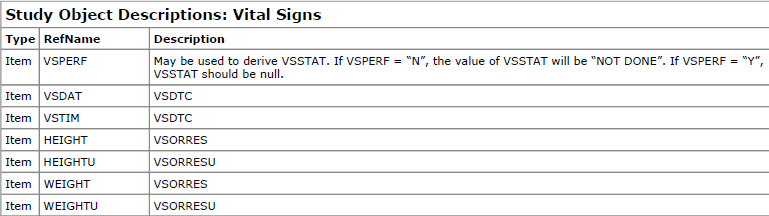 Study Object Descriptions: Vital Signs
Type RefName Description
Item VSPERF May be used to derive VSSTAT. If VSPERF = “N”, the value of VSSTAT will be “NOT DONE”. If VSPERF = “Y”,
VSSTAT should be null.
Item VSDAT VSDTC
Item VSTIM VSDTC
Item HEIGHT VSORRES
Item HEIGHTU VSORRESU
Item WEIGHT VSORRES
Item WEIGHTU VSORRESU